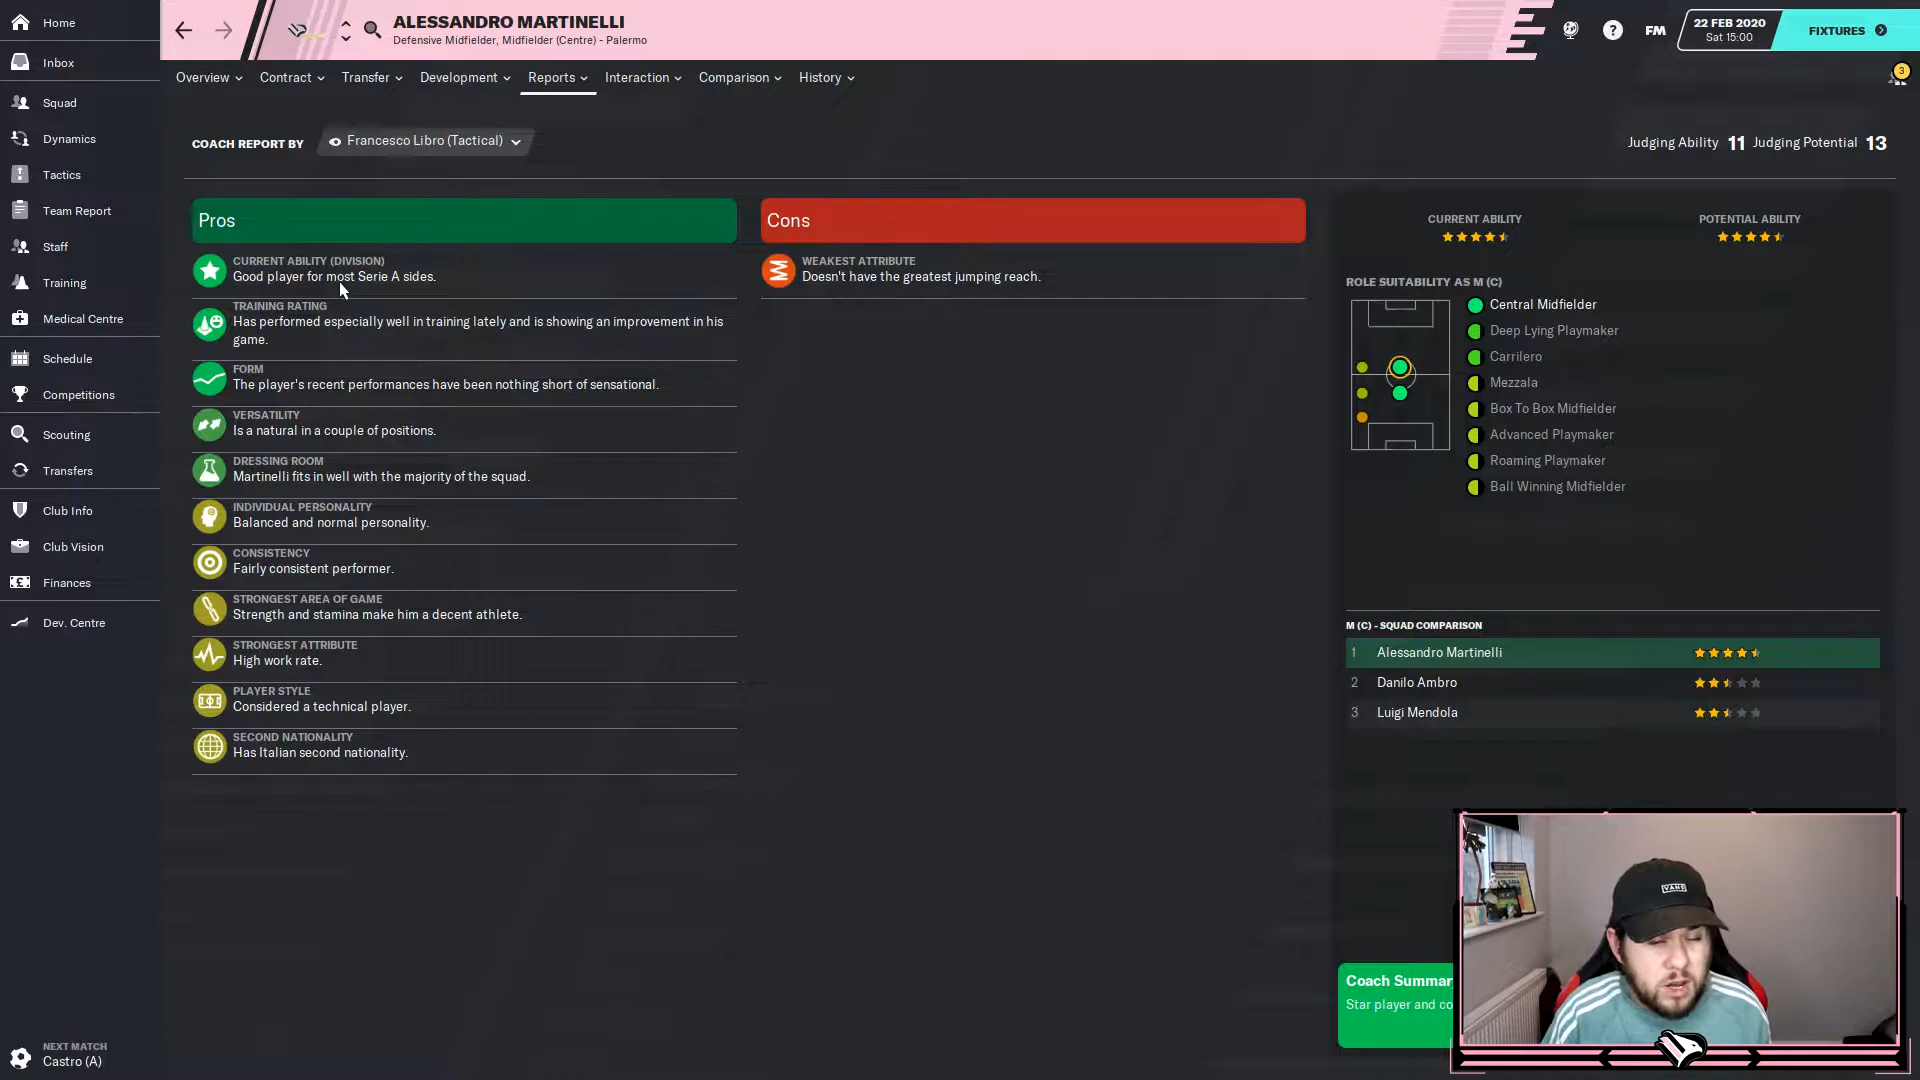 Home
Inbox
Squad
Dynamics
Tactics
Team Report
Staff
Training
Medical Centre
Schedule
Competitions
Scouting
Transfers
Club Info
Club Vision
Finances
Dev. Centre
NEXT MATCH
Castro (A)
ALESSANDRO MARTINELLI
Defensive Midfielder, Midfielder (Centre) - Palermo
?
FM
22 FEB 2020
Sat 15:00
FIXTURES
3
Overview Contract Transfer Development Reports Interaction Comparison History
COACH REPORT BY Francesco Libro (Tactical)
Judging Ability 11 Judging Potential 13
Pros
CURRENT ABILITY (DIVISION)
Good player for most Serie A sides.
TRAINING RATING
Has performed especially well in training lately and is showing an improvement in his
game.
FORM
The player's recent performances have been nothing short of sensational.
VERSATILITY
Is a natural in a couple of positions.
DRESSING ROOM
Martinelli fits in well with the majority of the squad.
INDIVIDUAL PERSONALITY
Balanced and normal personality.
CONSISTENCY
Fairly consistent performer.
STRONGEST AREA OF GAME
Strength and stamina make him a decent athlete.
STRONGEST ATTRIBUTE
High work rate.
PLAYER STYLE
Considered a technical player.
SECOND NATIONALITY
Has Italian second nationality.
Cons
WEAKEST ATTRIBUTE
Doesn't have the greatest jumping reach.
CURRENT ABILITY
POTENTIAL ABILITY
ROLE SUITABILITY AS M (C)
Central Midfielder
Deep Lying Playmaker
Carrilero
Mezzala
Box To Box Midfielder
Advanced Playmaker
Roaming Playmaker
Ball Winning Midfielder
M (C) - SQUAD COMPARISON
1 Alessandro Martinelli
2 Danilo Ambro
3 Luigi Mendola
Coach Summar
Star player and co
VANS